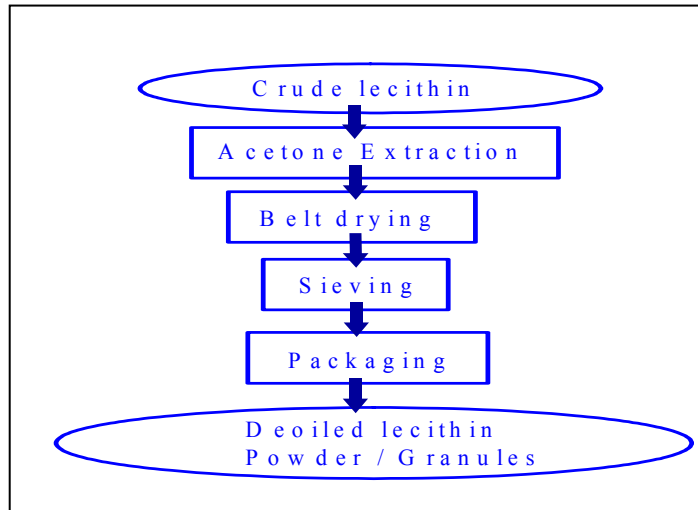 Crude lecithin
Acetone Extraction
Belt drying
Sieving
Packaging
Deoiled lecithin
Powder / Granules